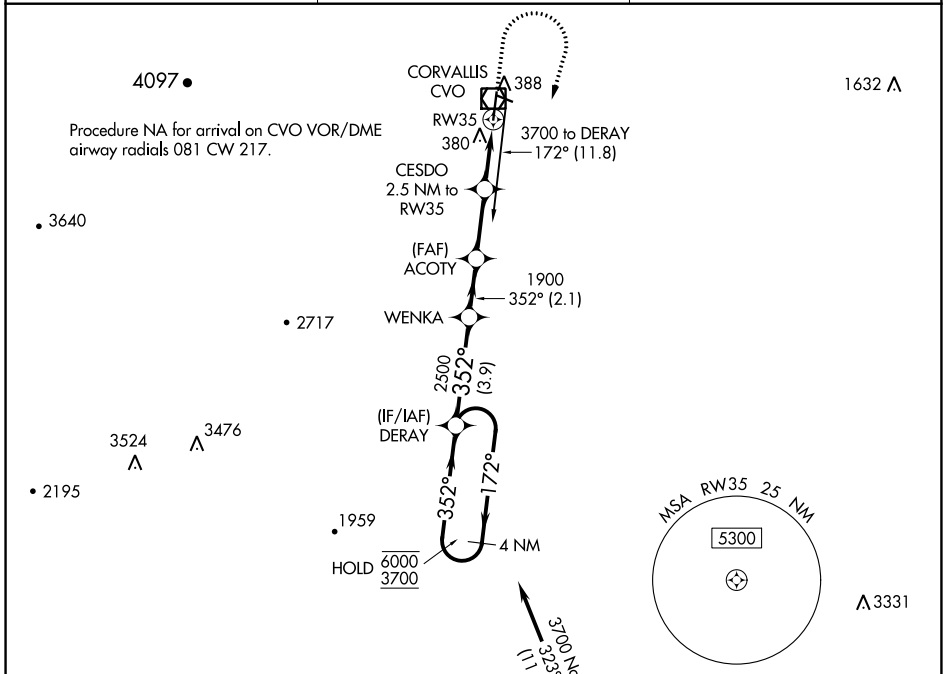 4097
CORVALLIS
CVO
388
1632
Procedure NA for arrival on CVO VOR/DME
airway radials 081 CW 217.
RW35
380
3700 to DERAY
172° (11.8)
CESDO
2.5 NM to
RW35
3640
(FAF)
ACOTY
1900
352° (2.1)
WENKA
2717
2500
352°
(3.9)
(IF/IAF)
DERAY
3524
3476
2195
352°
172°
1959
4 NM
HOLD 6000
3700
MSA RW35 25 NM
5300
3331
3700
323°
(11